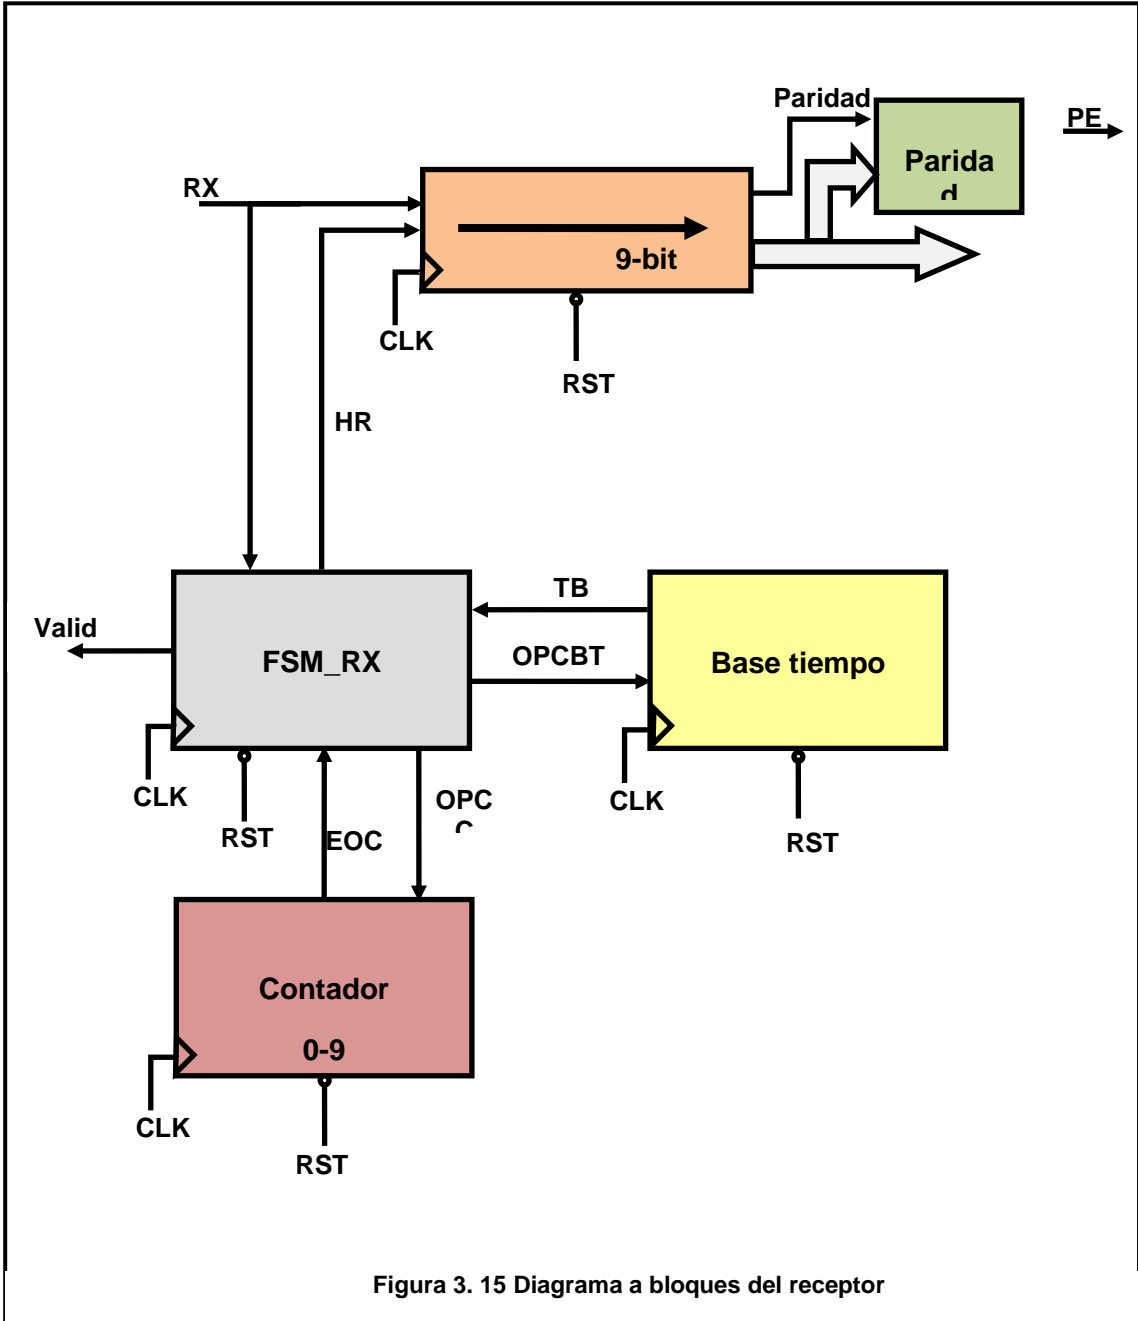 Paridad
PE
Parida
d
RX
9-bit
CLK
RST
HR
TB
Valid
OPCBT
FSM_RX
Base tiempo
CLK
OPC
CLK
RST
EOC
RST
Contador
0-9
CLK
RST
Figura 3. 15 Diagrama a bloques del receptor